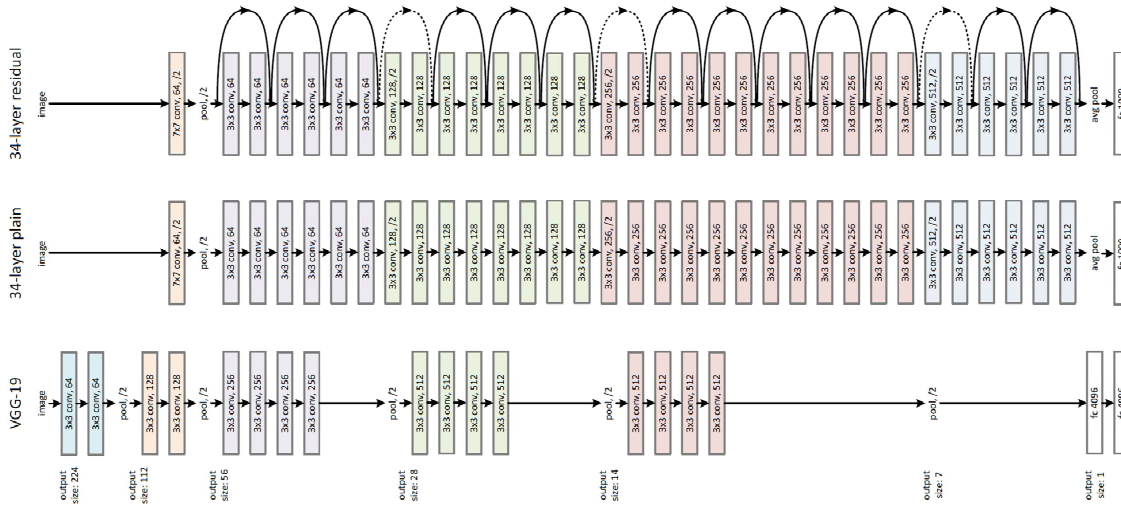 output
size: 224
output
size: 112
output
size: 56
output
size: 28
output
size: 14
output
size: 7
output
size: 1
VGG-19
image
3x3 conv, 64
3x3 conv, 64
pool, /2
3x3 conv, 128
3x3 conv, 128
pool, /2
3x3 conv, 256
3x3 conv, 256
3x3 conv, 256
3x3 conv, 256
pool, /2
3x3 conv, 512
3x3 conv, 512
3x3 conv, 512
3x3 conv, 512
pool, /2
3x3 conv, 512
3x3 conv, 512
3x3 conv, 512
3x3 conv, 512
pool, /2
fc 4096
34-layer plain
image
7x7 conv, 64, /2
pool, /2
3x3 conv, 64
3x3 conv, 64
3x3 conv, 64
3x3 conv, 64
3x3 conv, 64
3x3 conv, 64
3x3 conv, 128, /2
3x3 conv, 128
3x3 conv, 128
3x3 conv, 128
3x3 conv, 128
3x3 conv, 128
3x3 conv, 128
3x3 conv, 128
3x3 conv, 256, /2
3x3 conv, 256
3x3 conv, 256
3x3 conv, 256
3x3 conv, 256
3x3 conv, 256
3x3 conv, 256
3x3 conv, 256
3x3 conv, 256
3x3 conv, 256
3x3 conv, 256
3x3 conv, 256
3x3 conv, 512, /2
3x3 conv, 512
3x3 conv, 512
3x3 conv, 512
3x3 conv, 512
3x3 conv, 512
avg pool
34-layer residual
image
7x7 conv, 64, /2
pool, /2
3x3 conv, 64
3x3 conv, 64
3x3 conv, 64
3x3 conv, 64
3x3 conv, 64
3x3 conv, 64
3x3 conv, 128, /2
3x3 conv, 128
3x3 conv, 128
3x3 conv, 128
3x3 conv, 128
3x3 conv, 128
3x3 conv, 128
3x3 conv, 128
3x3 conv, 256, /2
3x3 conv, 256
3x3 conv, 256
3x3 conv, 256
3x3 conv, 256
3x3 conv, 256
3x3 conv, 256
3x3 conv, 256
3x3 conv, 256
3x3 conv, 256
3x3 conv, 256
3x3 conv, 256
3x3 conv, 512, /2
3x3 conv, 512
3x3 conv, 512
3x3 conv, 512
3x3 conv, 512
3x3 conv, 512
avg pool